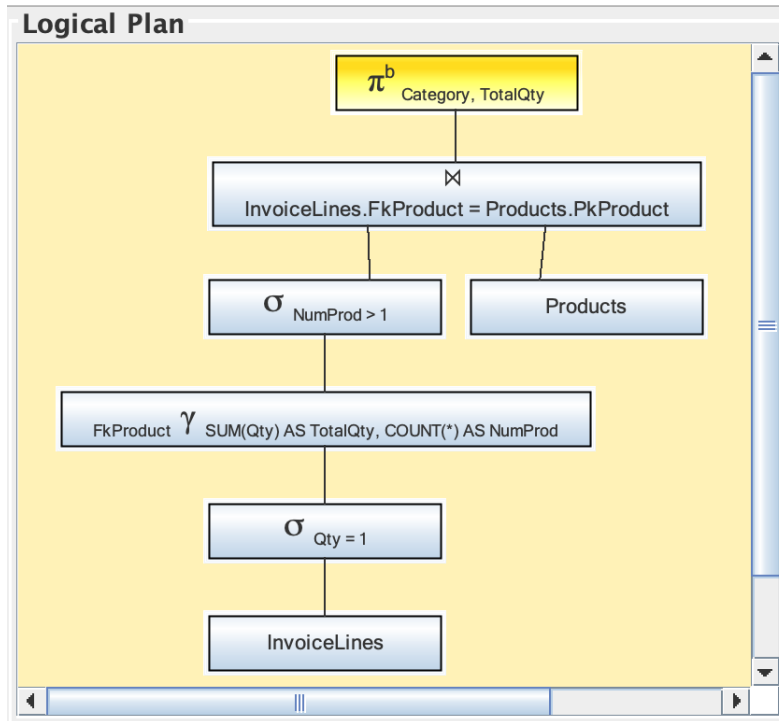 Logical Plan
π b Category, TotalQty
⋈
InvoiceLines.FkProduct = Products.PkProduct
σ NumProd > 1
Products
FkProduct γ SUM(Qty) AS TotalQty, COUNT(*) AS NumProd
σ Qty = 1
InvoiceLines